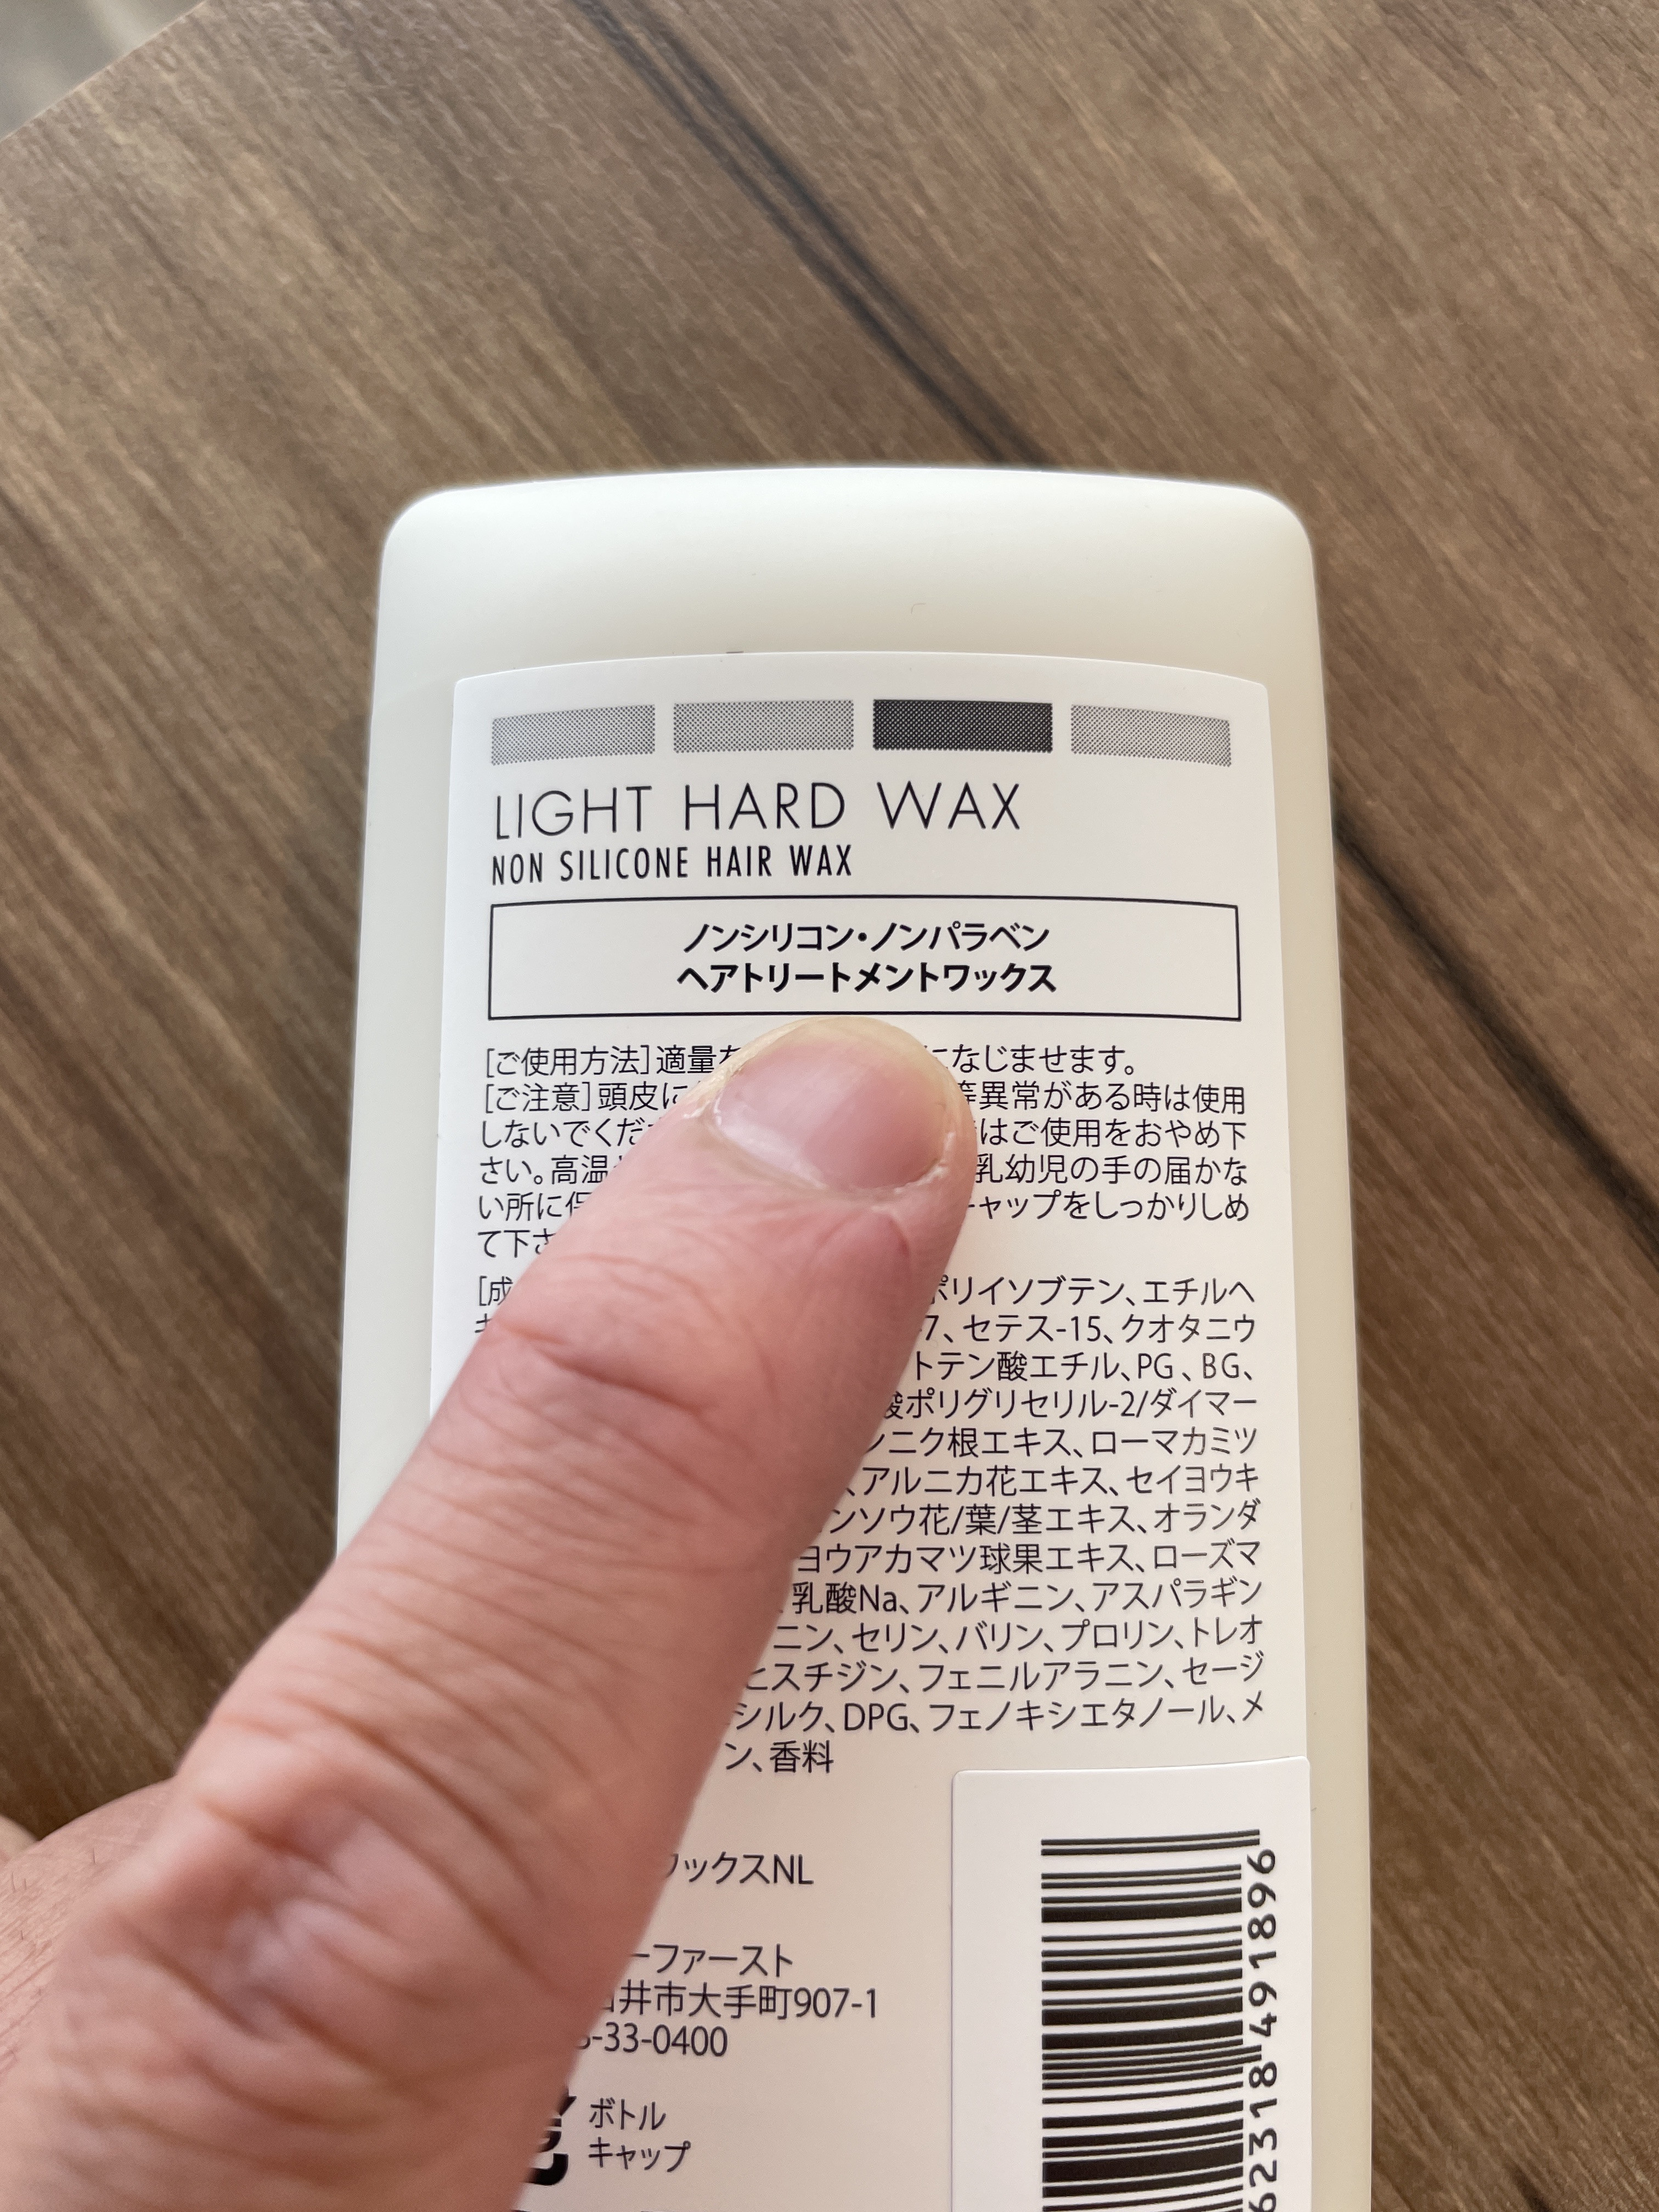 LIGHT HARD WAX
NON SILICONE HAIR WAX
ノンシリコン・ノンパラベン
ヘアトリートメントワックス
[ご使用方法]適量を になじませます。
[ご注意]頭皮に 等異常がある時は使用
しないでくだ はご使用をおやめ下
さい。高温 乳幼児の手の届かな
い所に保 キャップをしっかりしめ
て下さ
[成 ポリイソブテン、エチルヘ
キ 7、セテス-15、クオタニウ
トテン酸エチル、PG、BG、
酸ポリグリセリル-2/ダイマー
ンニク根エキス、ローマカミツ
、アルニカ花エキス、セイヨウキ
ンソウ花/葉/茎エキス、オランダ
ヨウアカマツ球果エキス、ローズマ
、乳酸Na、アルギニン、アスパラギン
ニン、セリン、バリン、プロリン、トレオ
ヒスチジン、フェニルアラニン、セージ
シルク、DPG、フェノキシエタノール、メ
ン、香料
ワックスNL
ーファースト
井市大手町907-1
-33-0400
ボトル
キャップ
62318491896